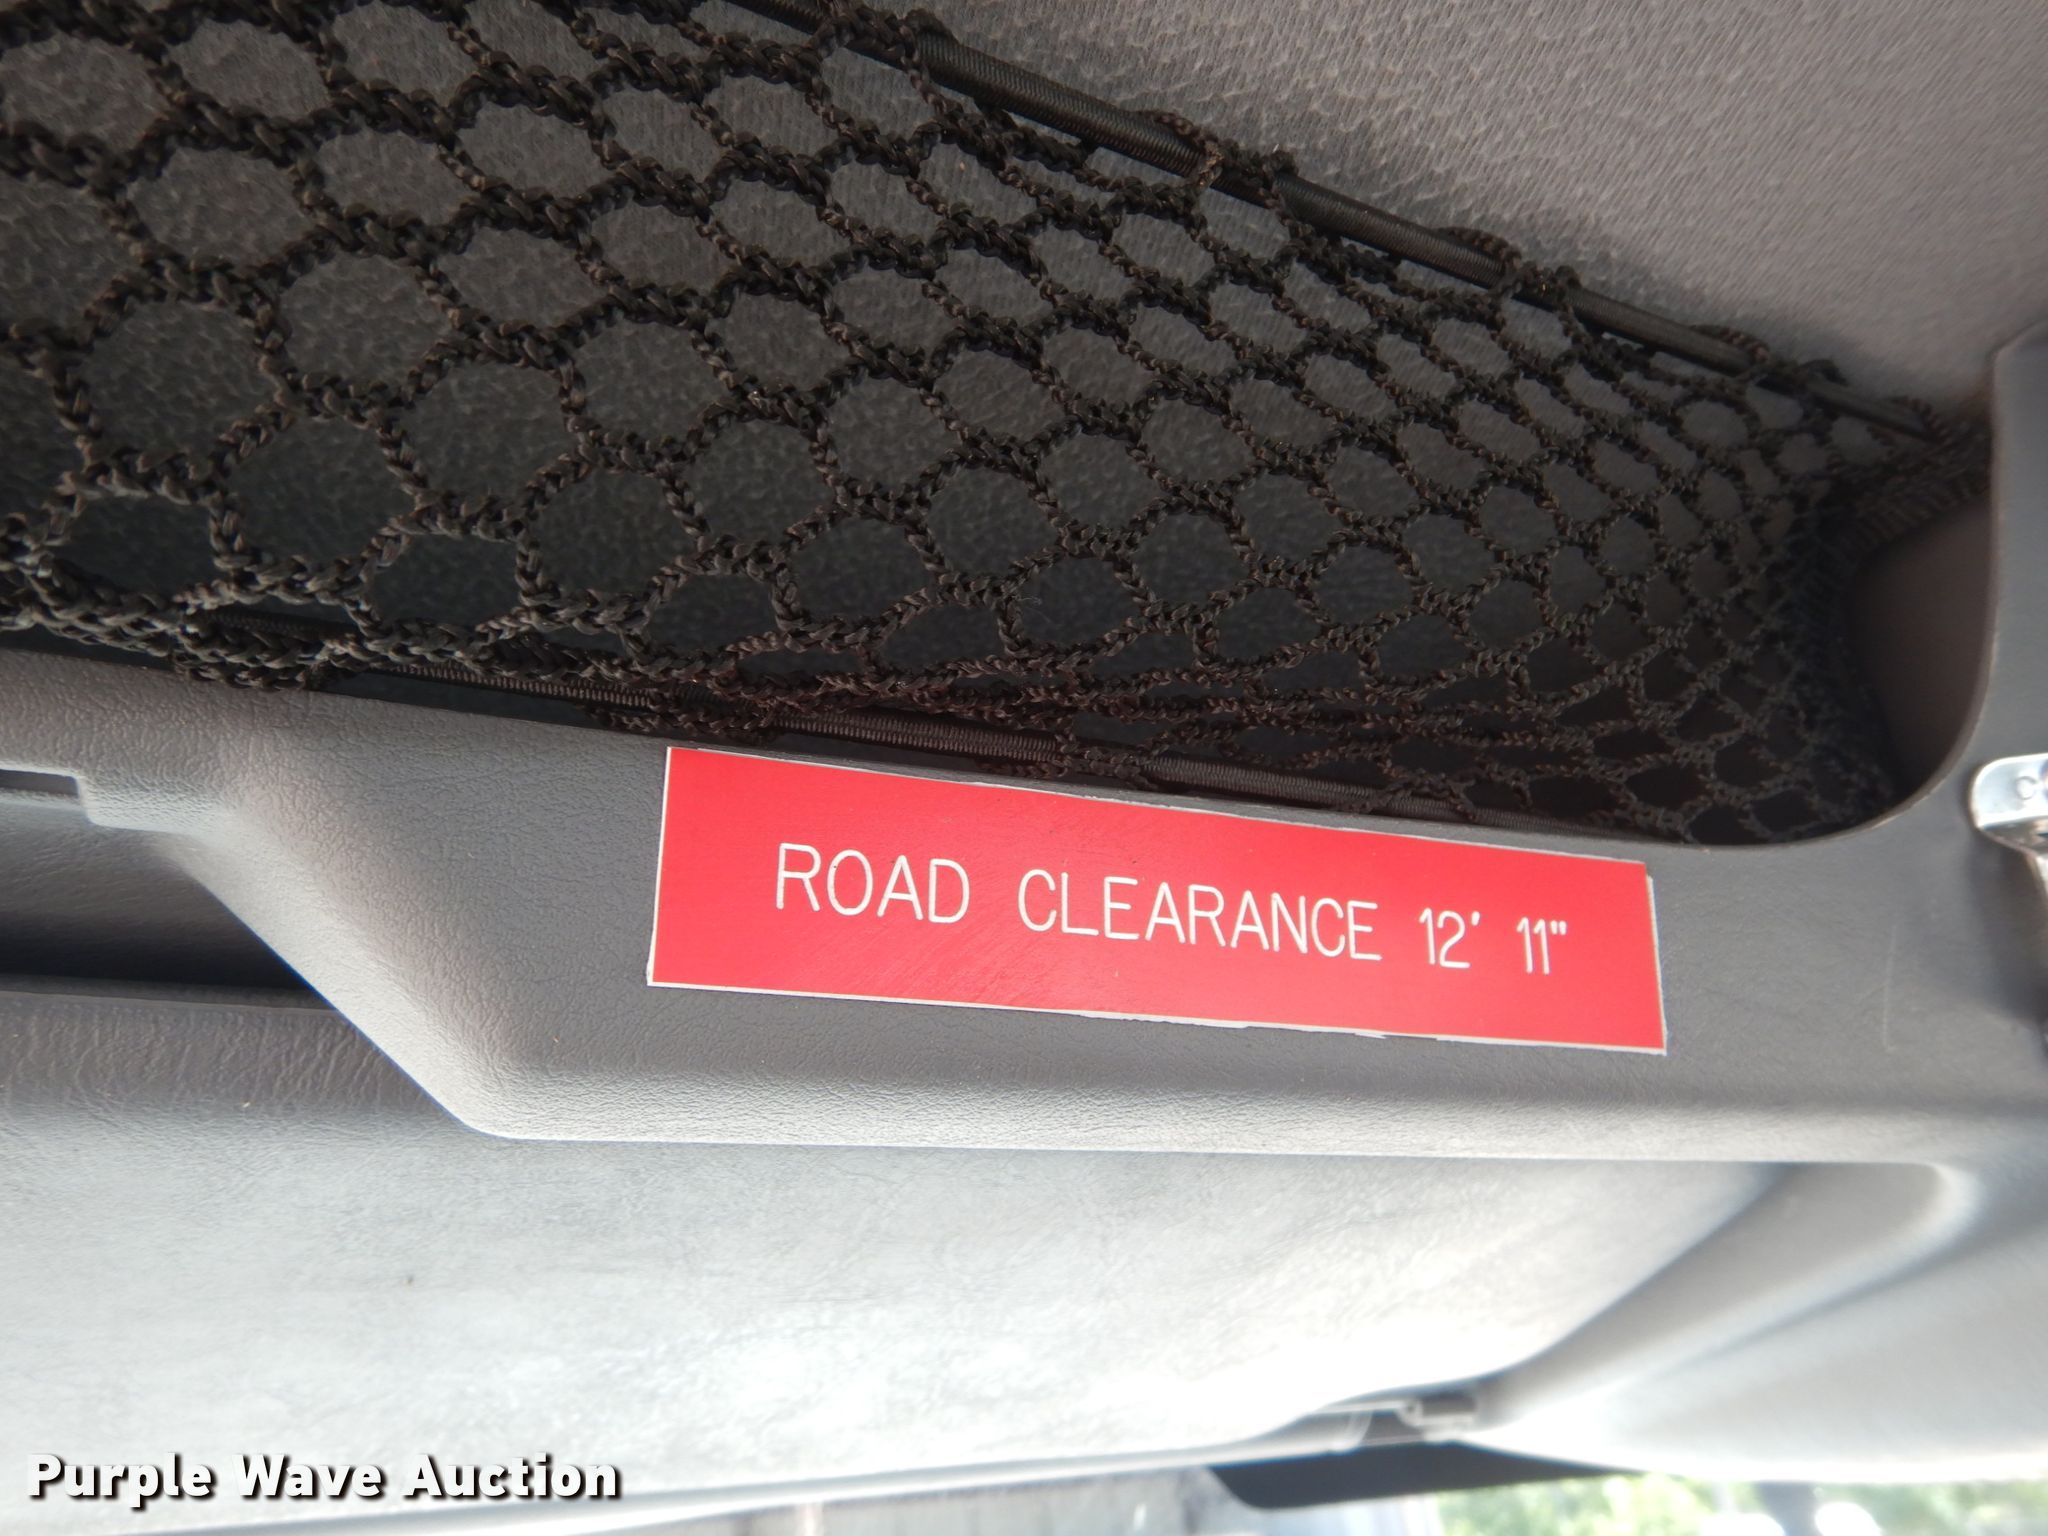 ROAD CLEARANCE 12' 11"
Purple Wave Auction